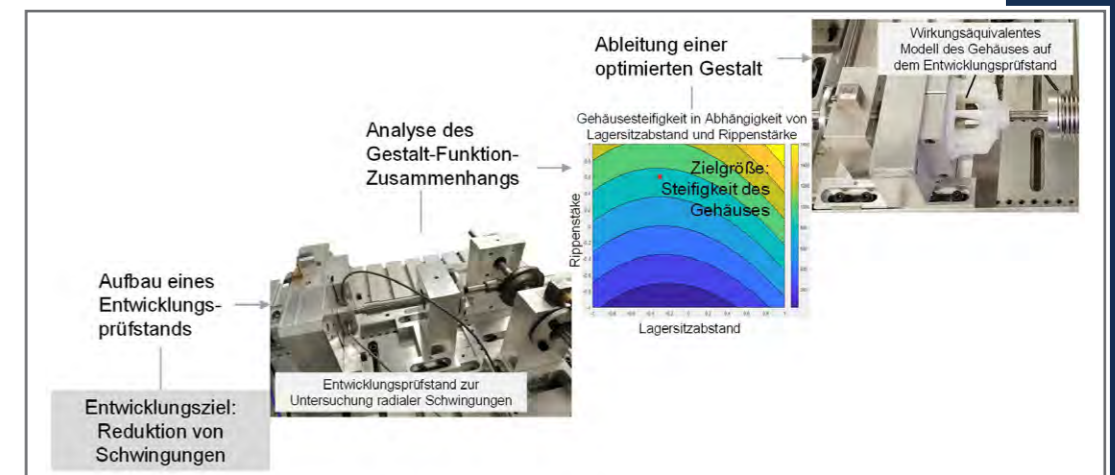 Ableitung einer
optimierten Gestalt
Wirkungsäquivalentes
Modell des Gehäuses auf
dem Entwicklungsprüfstand
Analyse des
Gestalt-Funktion-
Zusammenhangs
Gehäusesteifigkeit in Abhängigkeit von
Lagersitzabstand und Rippenstärke
Zielgröße:
Steifigkeit des
Gehäuses
Rippenstäke
Lagersitzabstand
Aufbau eines
Entwicklungs-
prüfstands
Entwicklungsprüfstand zur
Untersuchung radialer Schwingungen
Entwicklungsziel:
Reduktion von
Schwingungen